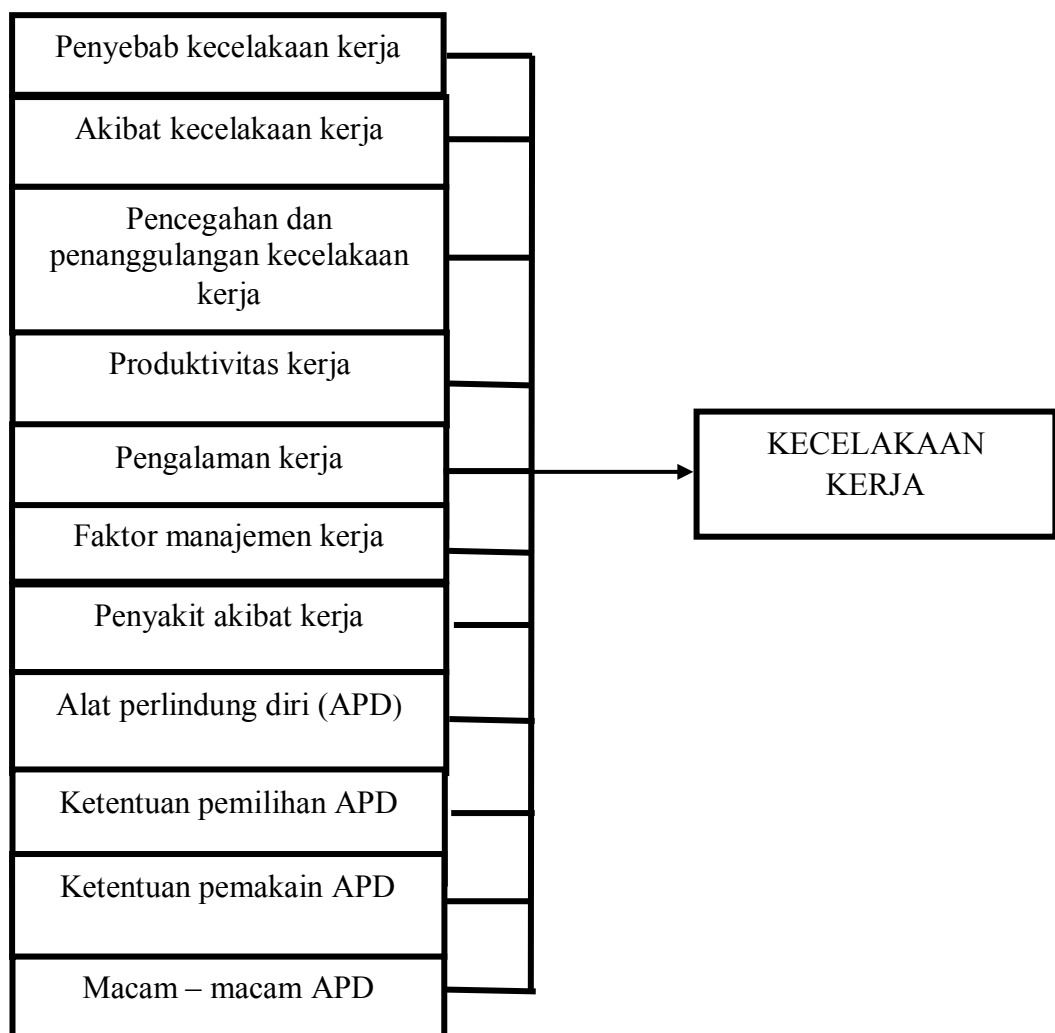 Penyebab kecelakaan kerja
Akibat kecelakaan kerja
Pencegahan dan
penanggulangan kecelakaan
kerja
Produktivitas kerja
Pengalaman kerja
Faktor manajemen kerja
Penyakit akibat kerja
Alat perlindung diri (APD)
Ketentuan pemilihan APD
Ketentuan pemakain APD
Macam – macam APD
KECELAKAAN
KERJA